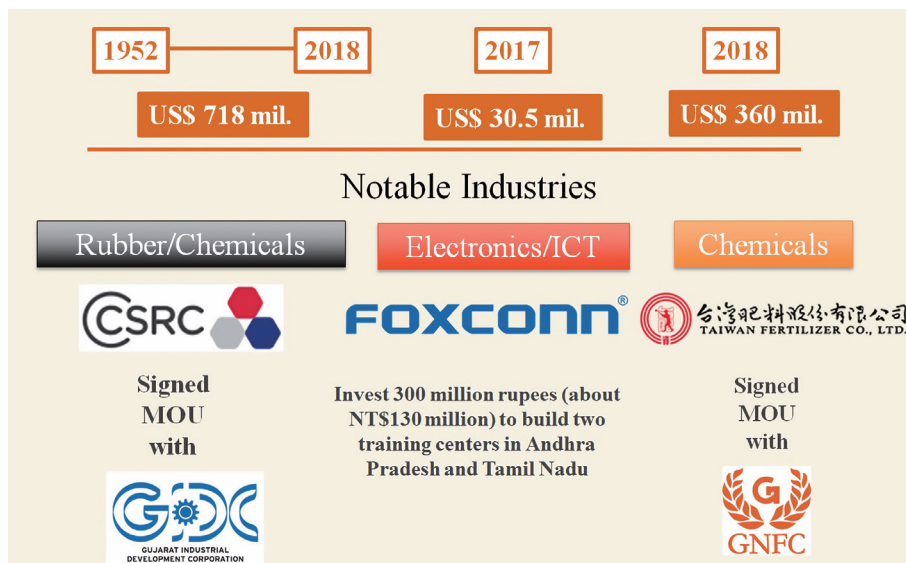 1952
2018
2017
2018
US$ 718 mil.
US$ 30.5 mil.
US$ 360 mil.
Notable Industries
Rubber/Chemicals
Electronics/ICT
Chemicals
CSRC
FOXCONN®
台灣肥料股份有限公司
TAIWAN FERTILIZER CO., LTD.
Signed
MOU
with
Invest 300 million rupees (about
NT$130 million) to build two
training centers in Andhra
Pradesh and Tamil Nadu
Signed
MOU
with
GIDC
GUJARAT INDUSTRIAL
DEVELOPMENT CORPORATION
G
GNFC